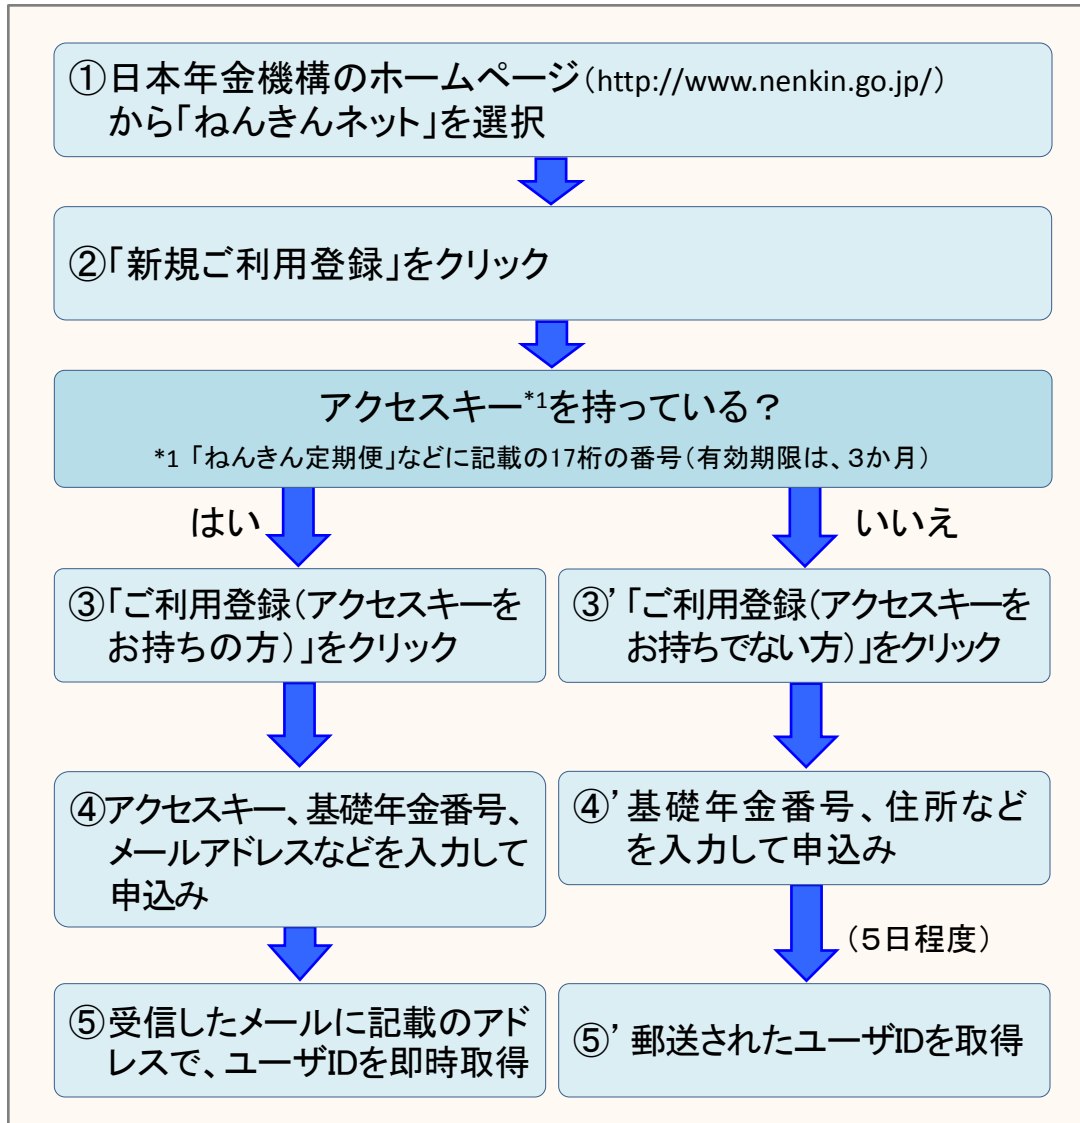 ①日本年金機構のホームページ(http://www.nenkin.go.jp/)
から「ねんきんネット」を選択
②「新規ご利用登録」をクリック
アクセスキー*1を持っている?
*1 「ねんきん定期便」などに記載の17桁の番号(有効期限は、3か月)
はい
いいえ
③「ご利用登録(アクセスキーを
お持ちの方)」をクリック
③’「ご利用登録(アクセスキーを
お持ちでない方)」をクリック
④アクセスキー、基礎年金番号、
メールアドレスなどを入力して
申込み
④’基礎年金番号、住所など
を入力して申込み
(5日程度)
⑤受信したメールに記載のアド
レスで、ユーザIDを即時取得
⑤’郵送されたユーザIDを取得